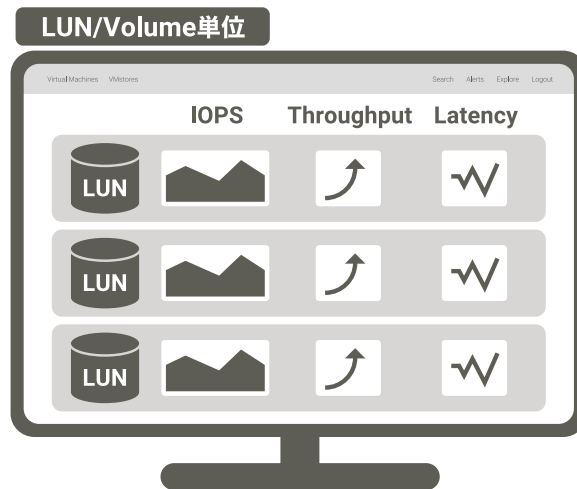 LUN/Volume単位
Virtual Machines VMstores Search Alerts Explore Logout
IOPS Throughput Latency
LUN
LUN
LUN